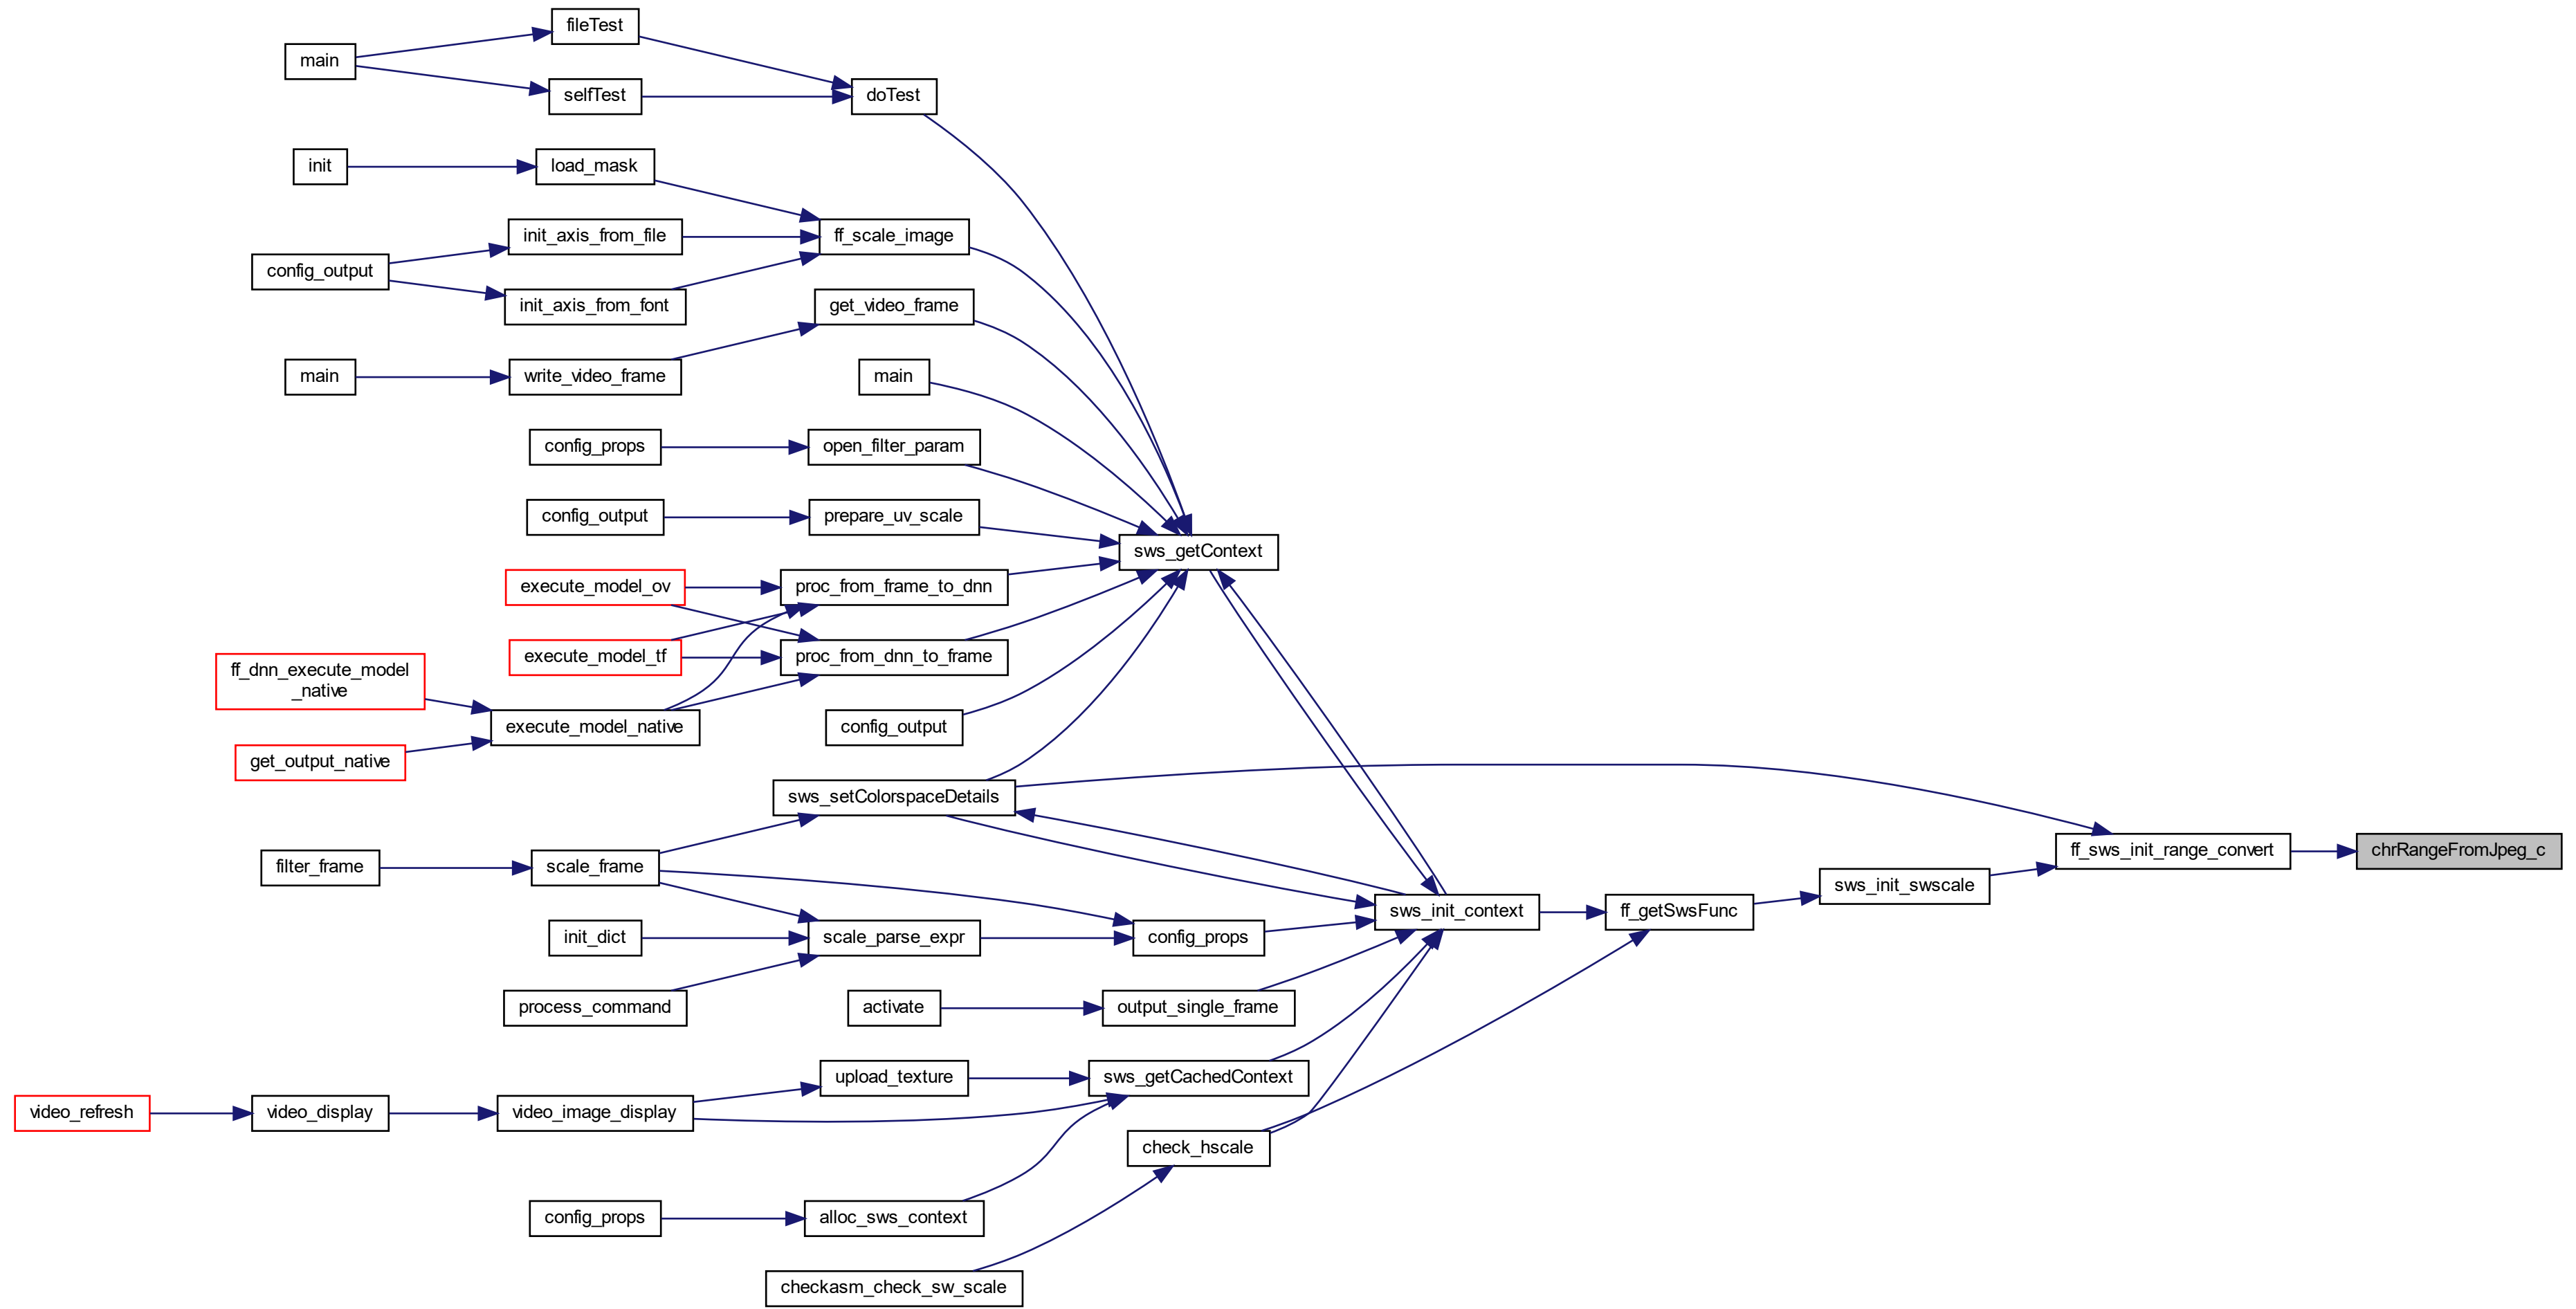 fileTest
main
selfTest
doTest
init
load_mask
init_axis_from_file
ff_scale_image
config_output
init_axis_from_font
get_video_frame
main
write_video_frame
main
config_props
open_filter_param
config_output
prepare_uv_scale
sws_getContext
execute_model_ov
proc_from_frame_to_dnn
execute_model_tf
proc_from_dnn_to_frame
ff_dnn_execute_model
_native
execute_model_native
config_output
get_output_native
sws_setColorspaceDetails
ff_sws_init_range_convert
chrRangeFromJpeg_c
filter_frame
scale_frame
sws_init_swscale
sws_init_context
ff_getSwsFunc
init_dict
scale_parse_expr
config_props
process_command
activate
output_single_frame
upload_texture
sws_getCachedContext
video_refresh
video_display
video_image_display
check_hscale
config_props
alloc_sws_context
checkasm_check_sw_scale